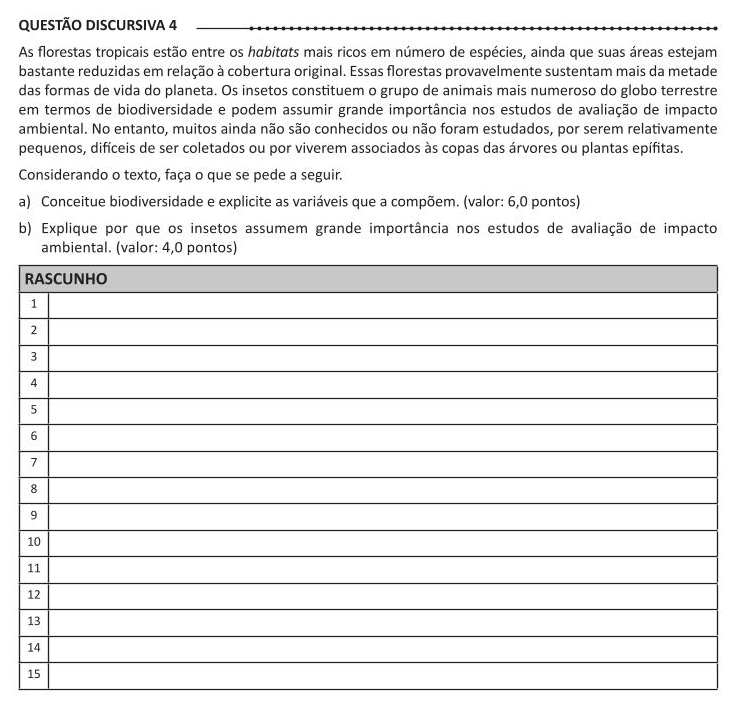 QUESTÃO DISCURSIVA 4
As florestas tropicais estão entre os habitats mais ricos em número de espécies, ainda que suas áreas estejam
bastante reduzidas em relação à cobertura original. Essas florestas provavelmente sustentam mais da metade
das formas de vida do planeta. Os insetos constituem o grupo de animais mais numeroso do globo terrestre
em termos de biodiversidade e podem assumir grande importância nos estudos de avaliação de impacto
ambiental. No entanto, muitos ainda não são conhecidos ou não foram estudados, por serem relativamente
pequenos, difíceis de ser coletados ou por viverem associados às copas das árvores ou plantas epífitas.
Considerando o texto, faça o que se pede a seguir.
a) Conceitue biodiversidade e explicite as variáveis que a compõem. (valor: 6,0 pontos)
b) Explique por que os insetos assumem grande importância nos estudos de avaliação de impacto
ambiental. (valor: 4,0 pontos)
RASCUNHO
1
2
3
4
5
6
7
8
9
10
11
12
13
14
15